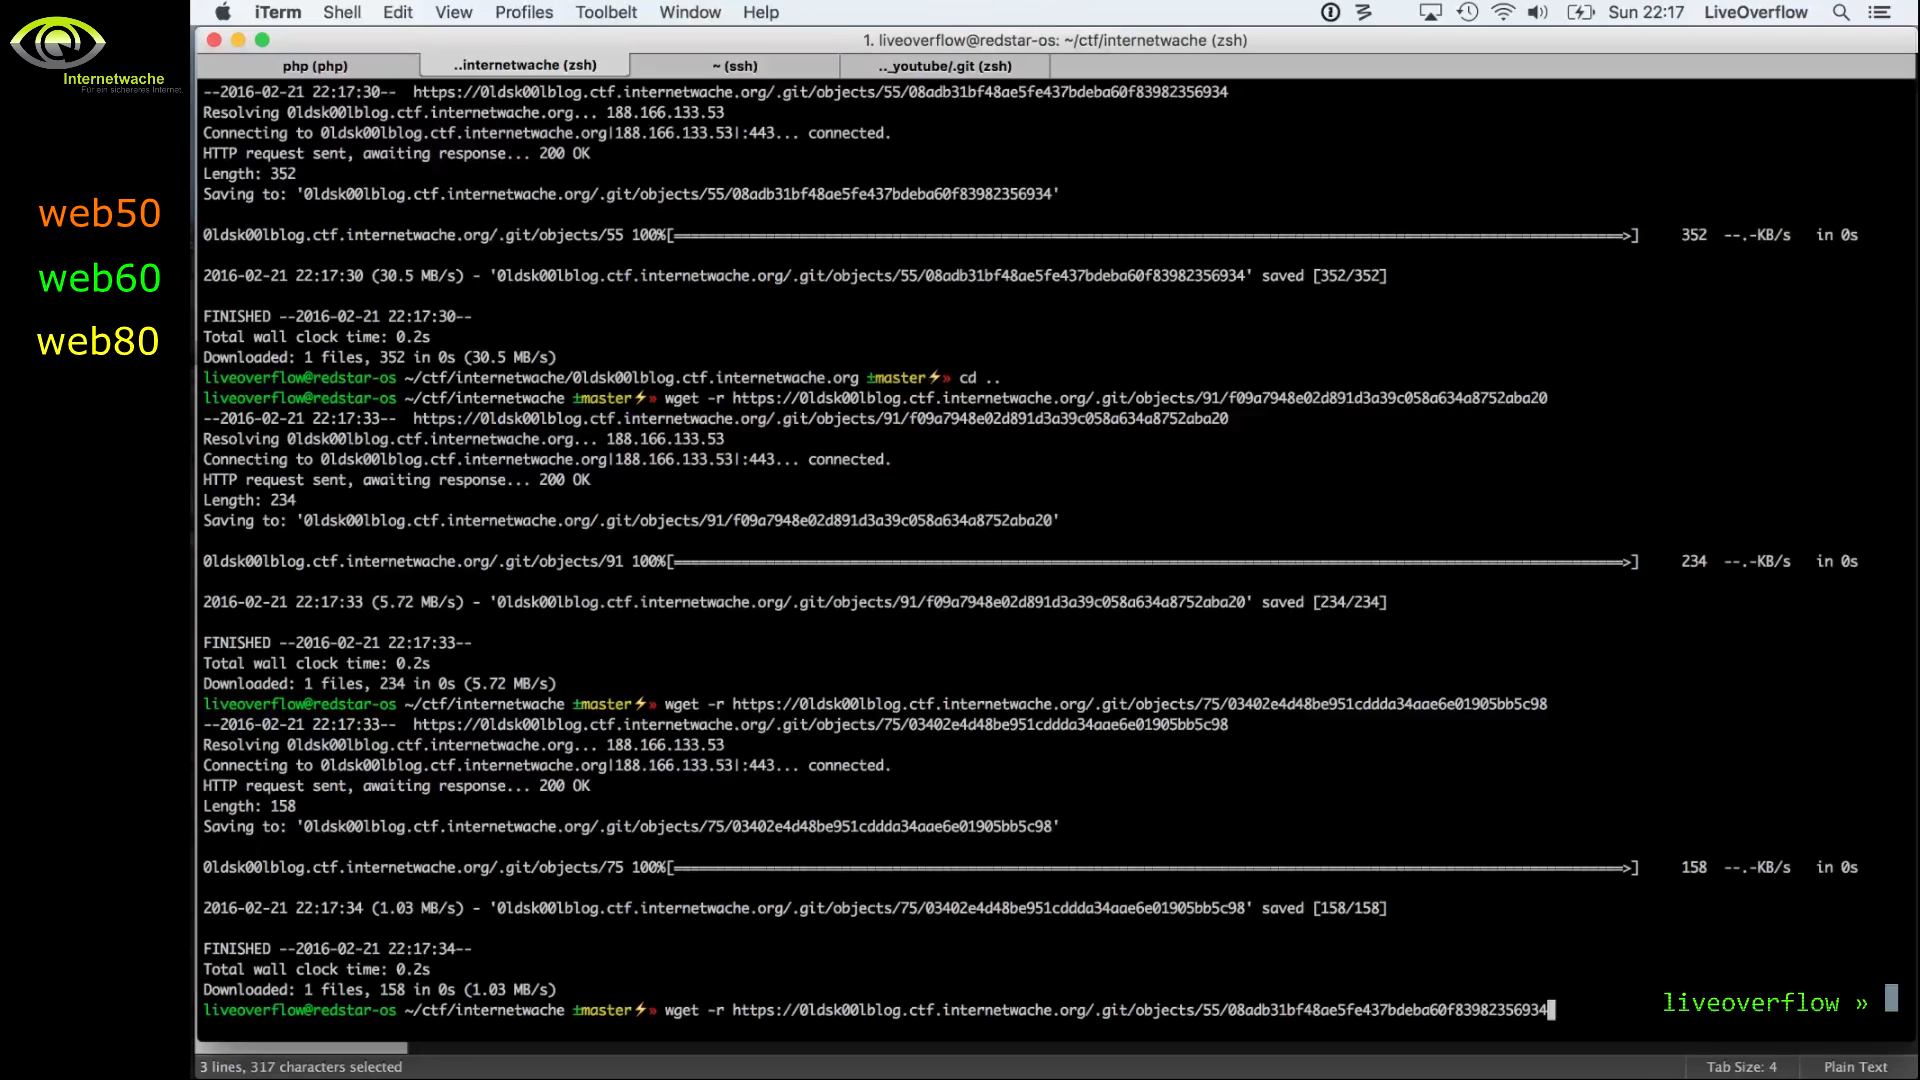 iTerm Shell Edit View Profiles Toolbelt Window Help Sun 22:17 LiveOverflow
Internetwache
Für ein sichereres Internet.
web50
web60
web80
1. liveoverflow@redstar-os: ~/ctf/internetwache (zsh)
php (php) ..internetwache (zsh) ~ (ssh) .._youtube/.git (zsh)
--2016-02-21 22:17:30-- https://0ldsk00lblog.ctf.internetwache.org/.git/objects/55/08adb31bf48ae5fe437bdeba60f83982356934
Resolving 0ldsk00lblog.ctf.internetwache.org... 188.166.133.53
Connecting to 0ldsk00lblog.ctf.internetwache.org|188.166.133.53|:443... connected.
HTTP request sent, awaiting response... 200 OK
Length: 352
Saving to: '0ldsk00lblog.ctf.internetwache.org/.git/objects/55/08adb31bf48ae5fe437bdeba60f83982356934'
0ldsk00lblog.ctf.internetwache.org/.git/objects/55 100%[=====================================================>] 352 --.-KB/s in 0s
2016-02-21 22:17:30 (30.5 MB/s) - '0ldsk00lblog.ctf.internetwache.org/.git/objects/55/08adb31bf48ae5fe437bdeba60f83982356934' saved [352/352]
FINISHED --2016-02-21 22:17:30--
Total wall clock time: 0.2s
Downloaded: 1 files, 352 in 0s (30.5 MB/s)
liveoverflow@redstar-os ~/ctf/internetwache/0ldsk00lblog.ctf.internetwache.org ±master⚡» cd ..
liveoverflow@redstar-os ~/ctf/internetwache ±master⚡» wget -r https://0ldsk00lblog.ctf.internetwache.org/.git/objects/91/f09a7948e02d891d3a39c058a634a8752aba20
--2016-02-21 22:17:33-- https://0ldsk00lblog.ctf.internetwache.org/.git/objects/91/f09a7948e02d891d3a39c058a634a8752aba20
Resolving 0ldsk00lblog.ctf.internetwache.org... 188.166.133.53
Connecting to 0ldsk00lblog.ctf.internetwache.org|188.166.133.53|:443... connected.
HTTP request sent, awaiting response... 200 OK
Length: 234
Saving to: '0ldsk00lblog.ctf.internetwache.org/.git/objects/91/f09a7948e02d891d3a39c058a634a8752aba20'
0ldsk00lblog.ctf.internetwache.org/.git/objects/91 100%[=====================================================>] 234 --.-KB/s in 0s
2016-02-21 22:17:33 (5.72 MB/s) - '0ldsk00lblog.ctf.internetwache.org/.git/objects/91/f09a7948e02d891d3a39c058a634a8752aba20' saved [234/234]
FINISHED --2016-02-21 22:17:33--
Total wall clock time: 0.2s
Downloaded: 1 files, 234 in 0s (5.72 MB/s)
liveoverflow@redstar-os ~/ctf/internetwache ±master⚡» wget -r https://0ldsk00lblog.ctf.internetwache.org/.git/objects/75/03402e4d48be951cddda34aae6e01905bb5c98
--2016-02-21 22:17:33-- https://0ldsk00lblog.ctf.internetwache.org/.git/objects/75/03402e4d48be951cddda34aae6e01905bb5c98
Resolving 0ldsk00lblog.ctf.internetwache.org... 188.166.133.53
Connecting to 0ldsk00lblog.ctf.internetwache.org|188.166.133.53|:443... connected.
HTTP request sent, awaiting response... 200 OK
Length: 158
Saving to: '0ldsk00lblog.ctf.internetwache.org/.git/objects/75/03402e4d48be951cddda34aae6e01905bb5c98'
0ldsk00lblog.ctf.internetwache.org/.git/objects/75 100%[=====================================================>] 158 --.-KB/s in 0s
2016-02-21 22:17:34 (1.03 MB/s) - '0ldsk00lblog.ctf.internetwache.org/.git/objects/75/03402e4d48be951cddda34aae6e01905bb5c98' saved [158/158]
FINISHED --2016-02-21 22:17:34--
Total wall clock time: 0.2s
Downloaded: 1 files, 158 in 0s (1.03 MB/s)
liveoverflow@redstar-os ~/ctf/internetwache ±master⚡» wget -r https://0ldsk00lblog.ctf.internetwache.org/.git/objects/55/08adb31bf48ae5fe437bdeba60f83982356934
liveoverflow »
3 lines, 317 characters selected Tab Size: 4 Plain Text